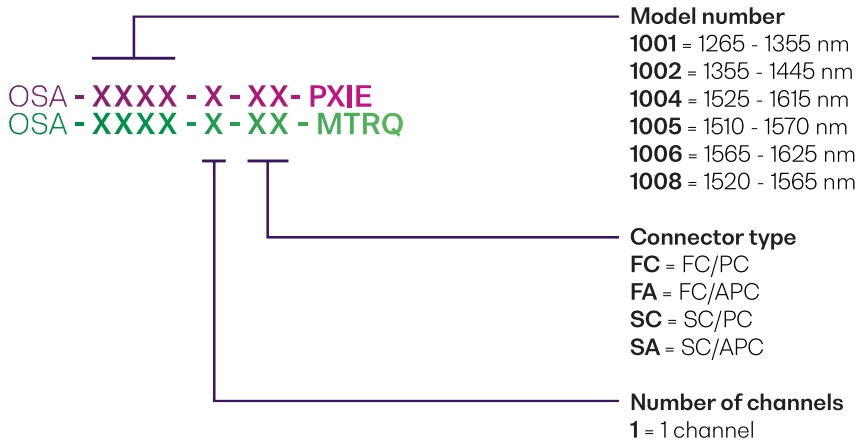 OSA - XXXX - X - XX- PXIE
OSA - XXXX - X - XX - MTRQ
Model number
1001 = 1265 - 1355 nm
1002 = 1355 - 1445 nm
1004 = 1525 - 1615 nm
1005 = 1510 - 1570 nm
1006 = 1565 - 1625 nm
1008 = 1520 - 1565 nm
Connector type
FC = FC/PC
FA = FC/APC
SC = SC/PC
SA = SC/APC
Number of channels
1 = 1 channel